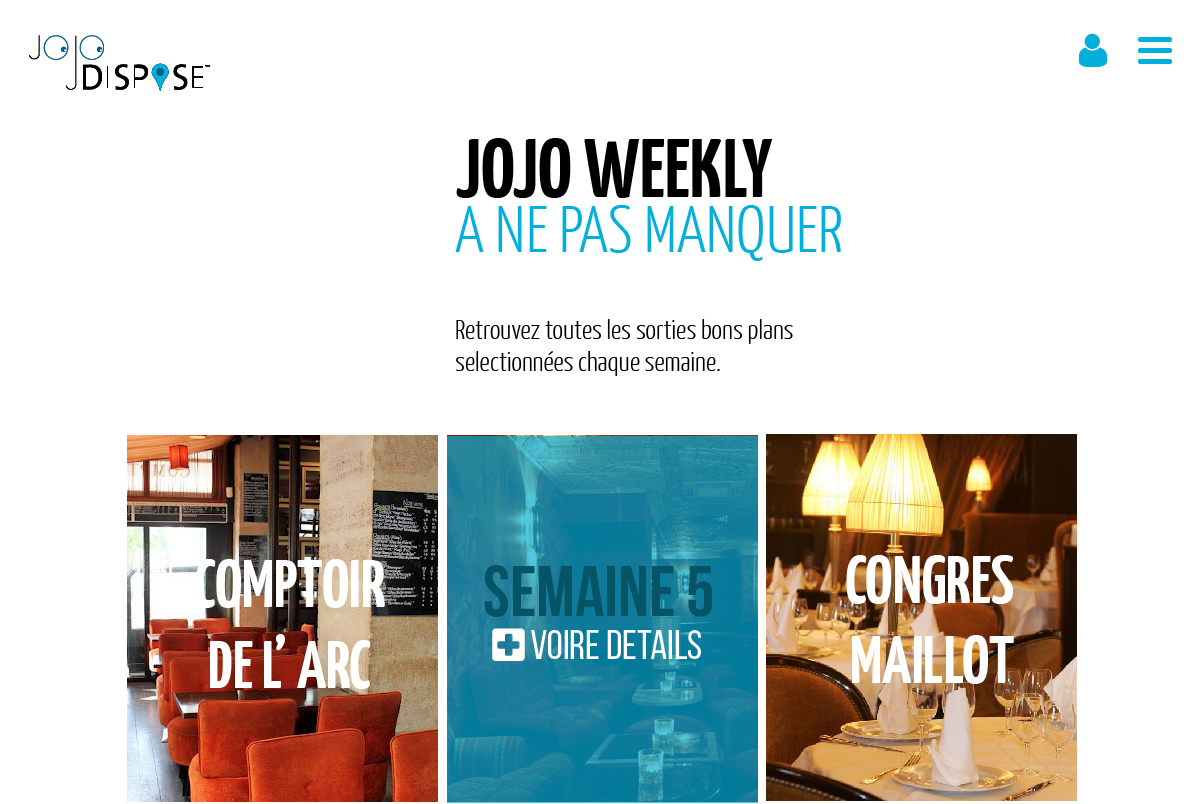 JOJO
DISPOSE™
JOJO WEEKLY
A NE PAS MANQUER
Retrouvez toutes les sorties bons plans
selectionnées chaque semaine.
COMPTOIR
DE L’ ARC
SEMAINE 5
VOIRE DETAILS
CONGRES
MAILLOT